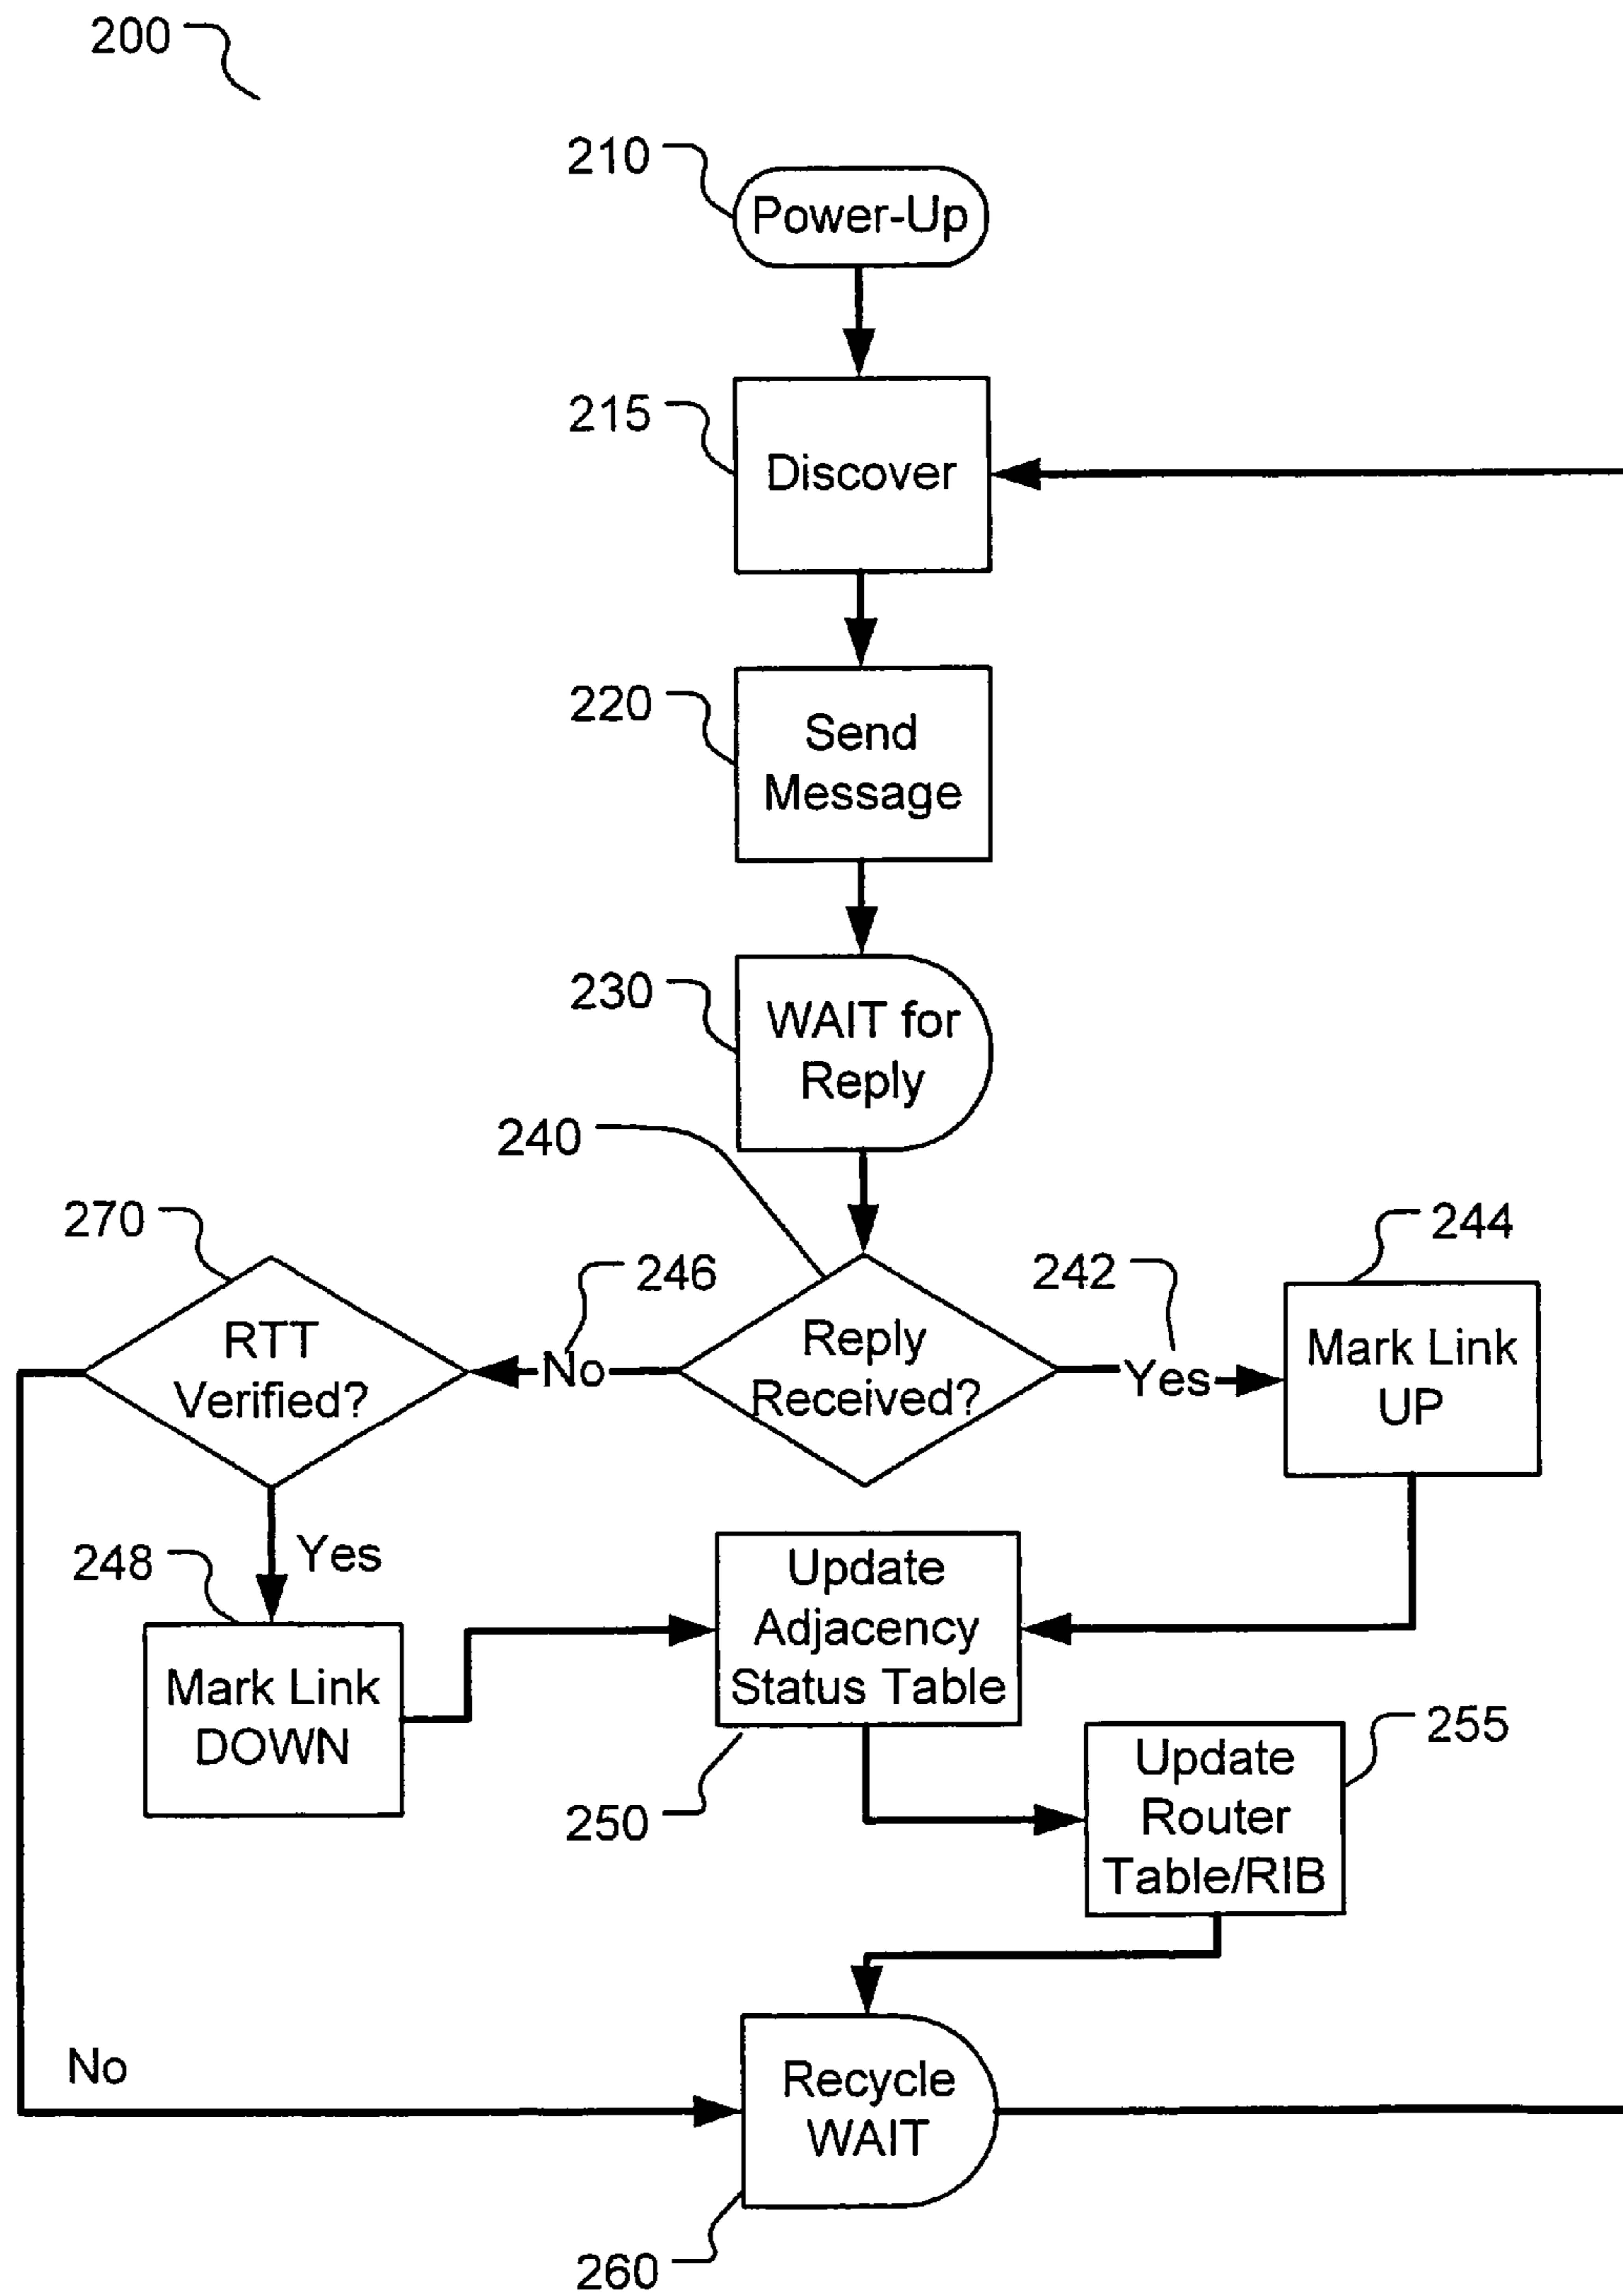 200
210
Power-Up
215
Discover
220
Send
Message
230
WAIT for
Reply
240
270
RTT
Verified?
246
No
Reply
Received?
242
Yes
244
Mark Link
UP
Yes
248
Mark Link
DOWN
Update
Adjacency
Status Table
250
255
Update
Router
Table/RIB
No
Recycle
WAIT
260